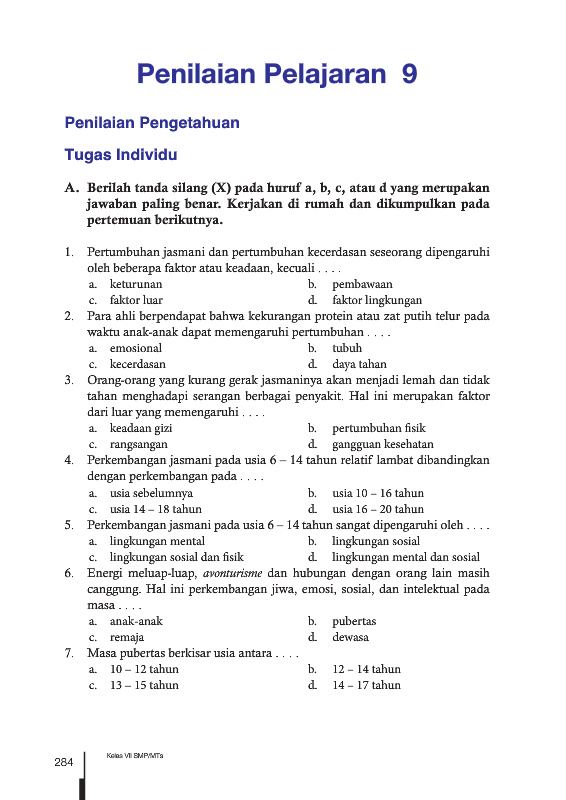 Penilaian Pelajaran 9
Penilaian Pengetahuan
Tugas Individu
A. Berilah tanda silang (X) pada huruf a, b, c, atau d yang merupakan
jawaban paling benar. Kerjakan di rumah dan dikumpulkan pada
pertemuan berikutnya.
1. Pertumbuhan jasmani dan pertumbuhan kecerdasan seseorang dipengaruhi
oleh beberapa faktor atau keadaan, kecuali . . . .
a. keturunan b. pembawaan
c. faktor luar d. faktor lingkungan
2. Para ahli berpendapat bahwa kekurangan protein atau zat putih telur pada
waktu anak-anak dapat memengaruhi pertumbuhan . . . .
a. emosional b. tubuh
c. kecerdasan d. daya tahan
3. Orang-orang yang kurang gerak jasmaninya akan menjadi lemah dan tidak
tahan menghadapi serangan berbagai penyakit. Hal ini merupakan faktor
dari luar yang memengaruhi . . . .
a. keadaan gizi b. pertumbuhan fisik
c. rangsangan d. gangguan kesehatan
4. Perkembangan jasmani pada usia 6 – 14 tahun relatif lambat dibandingkan
dengan perkembangan pada . . . .
a. usia sebelumnya b. usia 10 – 16 tahun
c. usia 14 – 18 tahun d. usia 16 – 20 tahun
5. Perkembangan jasmani pada usia 6 – 14 tahun sangat dipengaruhi oleh . . . .
a. lingkungan mental b. lingkungan sosial
c. lingkungan sosial dan fisik d. lingkungan mental dan sosial
6. Energi meluap-luap, avonturisme dan hubungan dengan orang lain masih
canggung. Hal ini perkembangan jiwa, emosi, sosial, dan intelektual pada
masa . . . .
a. anak-anak b. pubertas
c. remaja d. dewasa
7. Masa pubertas berkisar usia antara . . . .
a. 10 – 12 tahun b. 12 – 14 tahun
c. 13 – 15 tahun d. 14 – 17 tahun
284 Kelas VII SMP/MTs